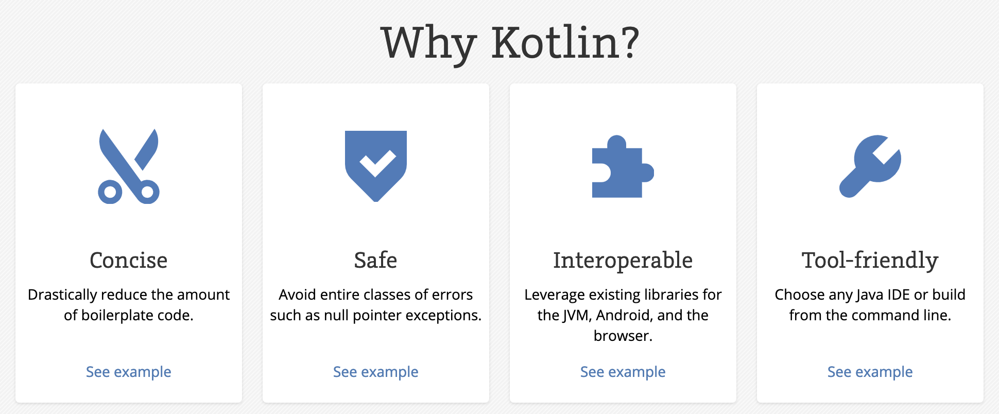 Why Kotlin?
Concise
Drastically reduce the amount
of boilerplate code.
See example
Safe
Avoid entire classes of errors
such as null pointer exceptions.
See example
Interoperable
Leverage existing libraries for
the JVM, Android, and the
browser.
See example
Tool-friendly
Choose any Java IDE or build
from the command line.
See example